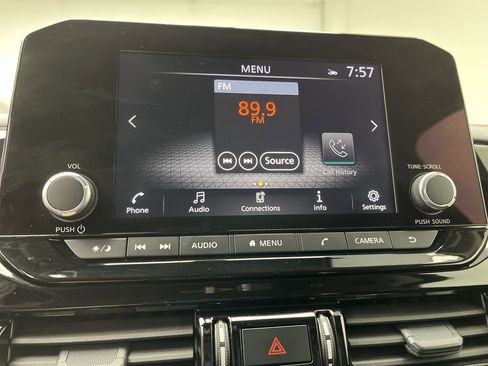 MENU
7:57
FM
89.9
FM
Source
Call History
VOL
TUNE·SCROLL
Phone
Audio
Connections
Info
Settings
PUSH
PUSH SOUND
AUDIO
MENU
CAMERA